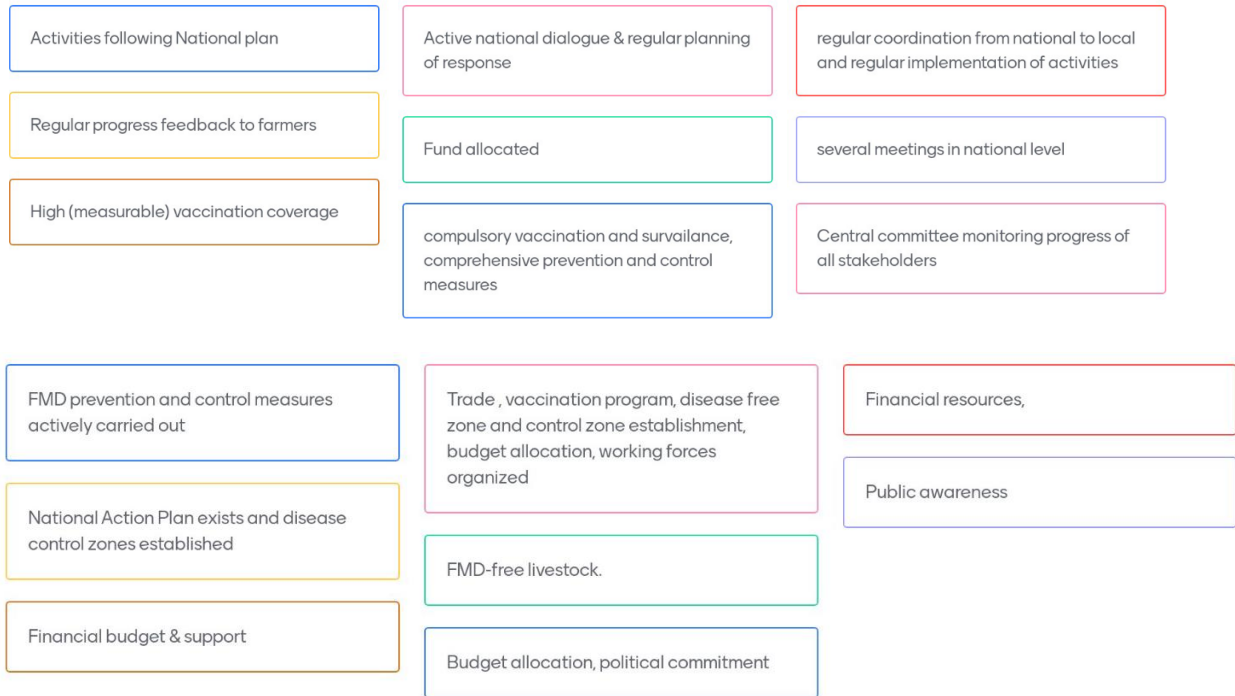 Activities following National plan
Regular progress feedback to farmers
High (measurable) vaccination coverage
Active national dialogue & regular planning
of response
Fund allocated
compulsory vaccination and survailance,
comprehensive prevention and control
measures
regular coordination from national to local
and regular implementation of activities
several meetings in national level
Central committee monitoring progress of
all stakeholders
FMD prevention and control measures
actively carried out
National Action Plan exists and disease
control zones established
Financial budget & support
Trade , vaccination program, disease free
zone and control zone establishment,
budget allocation, working forces
organized
FMD-free livestock.
Budget allocation, political commitment
Financial resources,
Public awareness